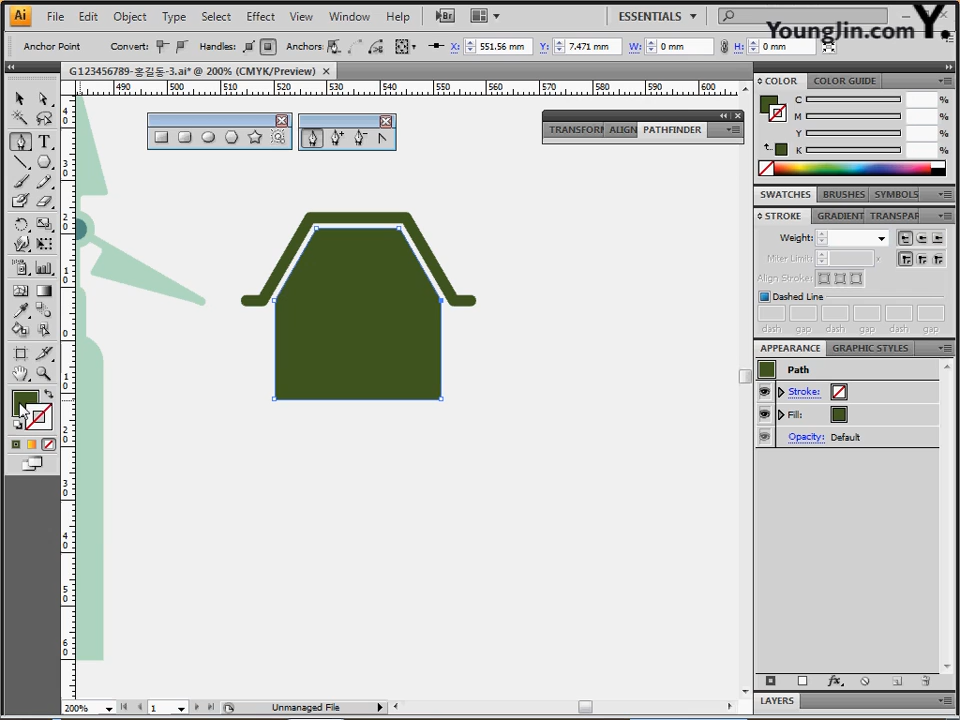 Ai File Edit Object Type Select Effect View Window Help Br ESSENTIALS
YoungJin.com Y.
Anchor Point Convert: Handles: Anchors: X: 551.56 mm Y: 7.471 mm W: 0 mm H: 0 mm
G123456789-홍길동-3.ai* @ 200% (CMYK/Preview) ×
490 500 510 520 530 540 550 560 570 580 590 600
TRANSFORM ALIGN PATHFINDER
COLOR COLOR GUIDE
C %
M %
Y %
K %
SWATCHES BRUSHES SYMBOLS
STROKE GRADIENT TRANSPAR
Weight:
Miter Limit: x
Align Stroke:
Dashed Line
dash gap dash gap dash gap
APPEARANCE GRAPHIC STYLES
Path
Stroke:
Fill:
Opacity: Default
fx
LAYERS
200% 1 Unmanaged File